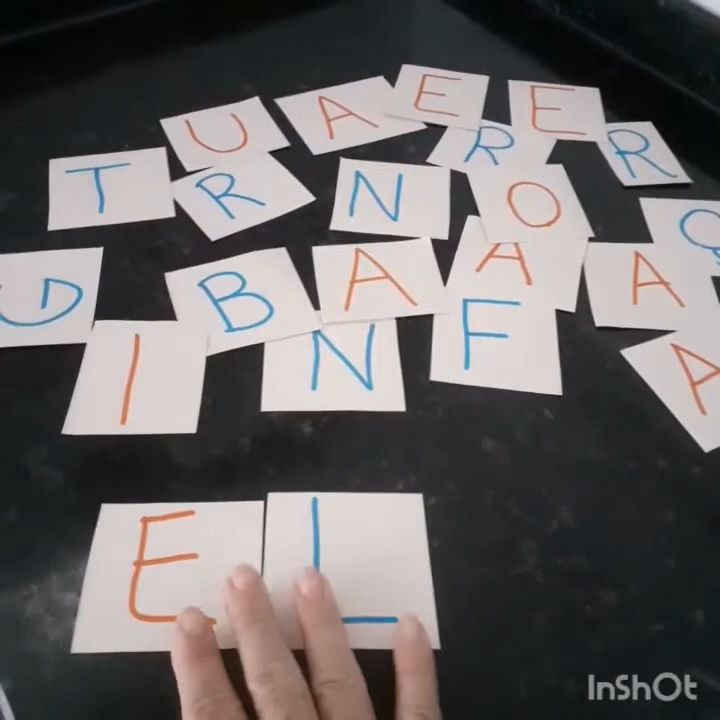 U A E E
T R N R R
O
G B A A A C
I N F A
E L
InShOt